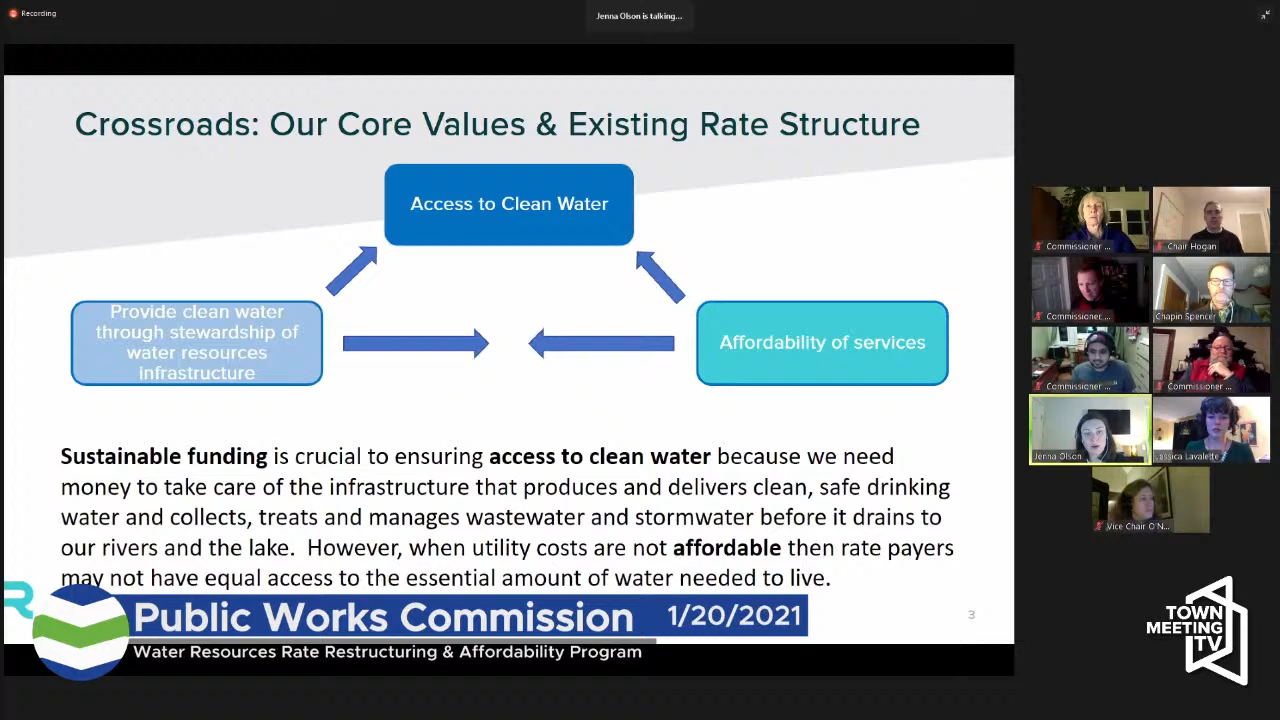 Recording
Jenna Olson is talking...
Crossroads: Our Core Values & Existing Rate Structure
Access to Clean Water
Provide clean water
through stewardship of
water resources
infrastructure
Affordability of services
Sustainable funding is crucial to ensuring access to clean water because we need
money to take care of the infrastructure that produces and delivers clean, safe drinking
water and collects, treats and manages wastewater and stormwater before it drains to
our rivers and the lake. However, when utility costs are not affordable then rate payers
may not have equal access to the essential amount of water needed to live.
R
Public Works Commission 1/20/2021
3
Water Resources Rate Restructuring & Affordability Program
Commissioner ...
Chair Hogan
Commissioner ...
Chapin Spencer
Commissioner ...
Commissioner ...
Jenna Olson
Jessica Lavalette
Vice Chair O'N...
TOWN
MEETING
TV